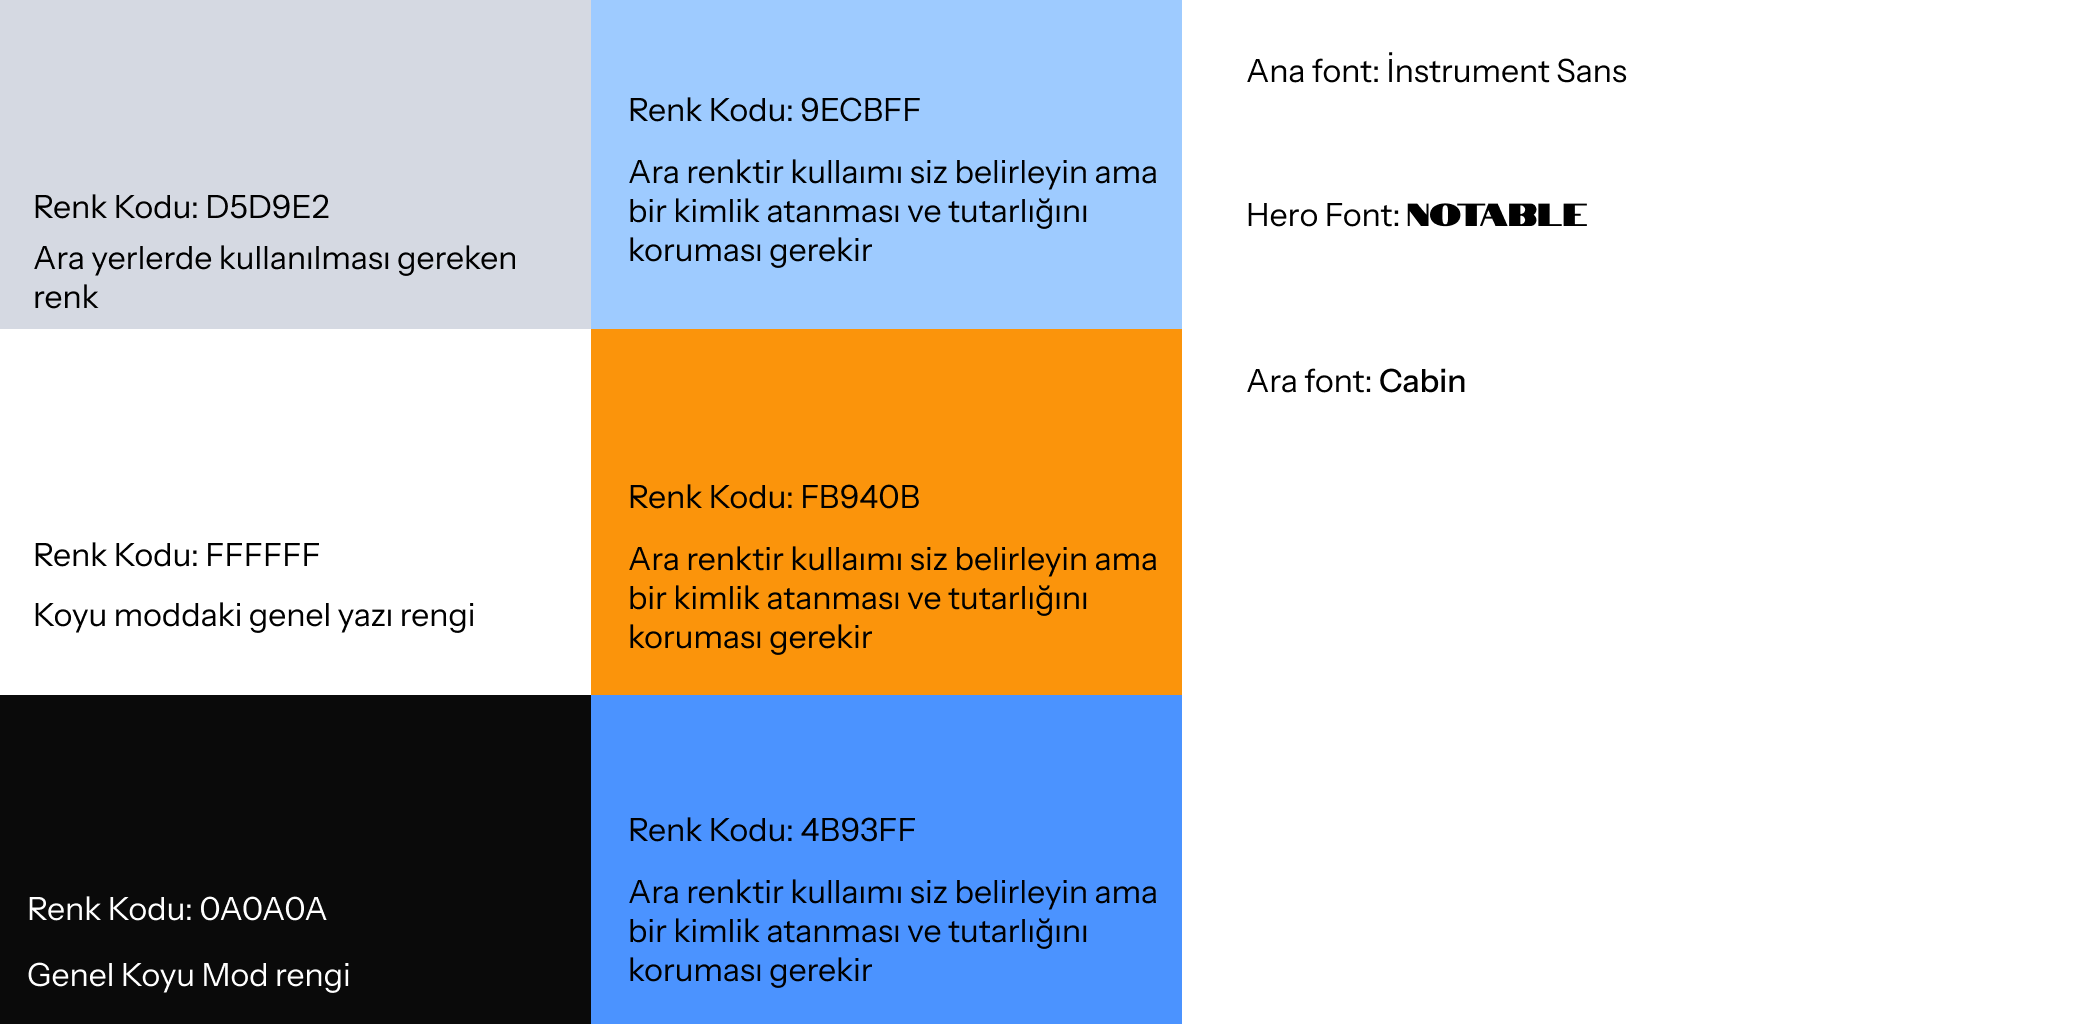 Renk Kodu: D5D9E2
Ara yerlerde kullanılması gereken
renk
Renk Kodu: 9ECBFF
Ara renktir kullaımı siz belirleyin ama
bir kimlik atanması ve tutarlığını
koruması gerekir
Ana font: İnstrument Sans
Hero Font: NOTABLE
Ara font: Cabin
Renk Kodu: FFFFFF
Koyu moddaki genel yazı rengi
Renk Kodu: FB940B
Ara renktir kullaımı siz belirleyin ama
bir kimlik atanması ve tutarlığını
koruması gerekir
Renk Kodu: 0A0A0A
Genel Koyu Mod rengi
Renk Kodu: 4B93FF
Ara renktir kullaımı siz belirleyin ama
bir kimlik atanması ve tutarlığını
koruması gerekir